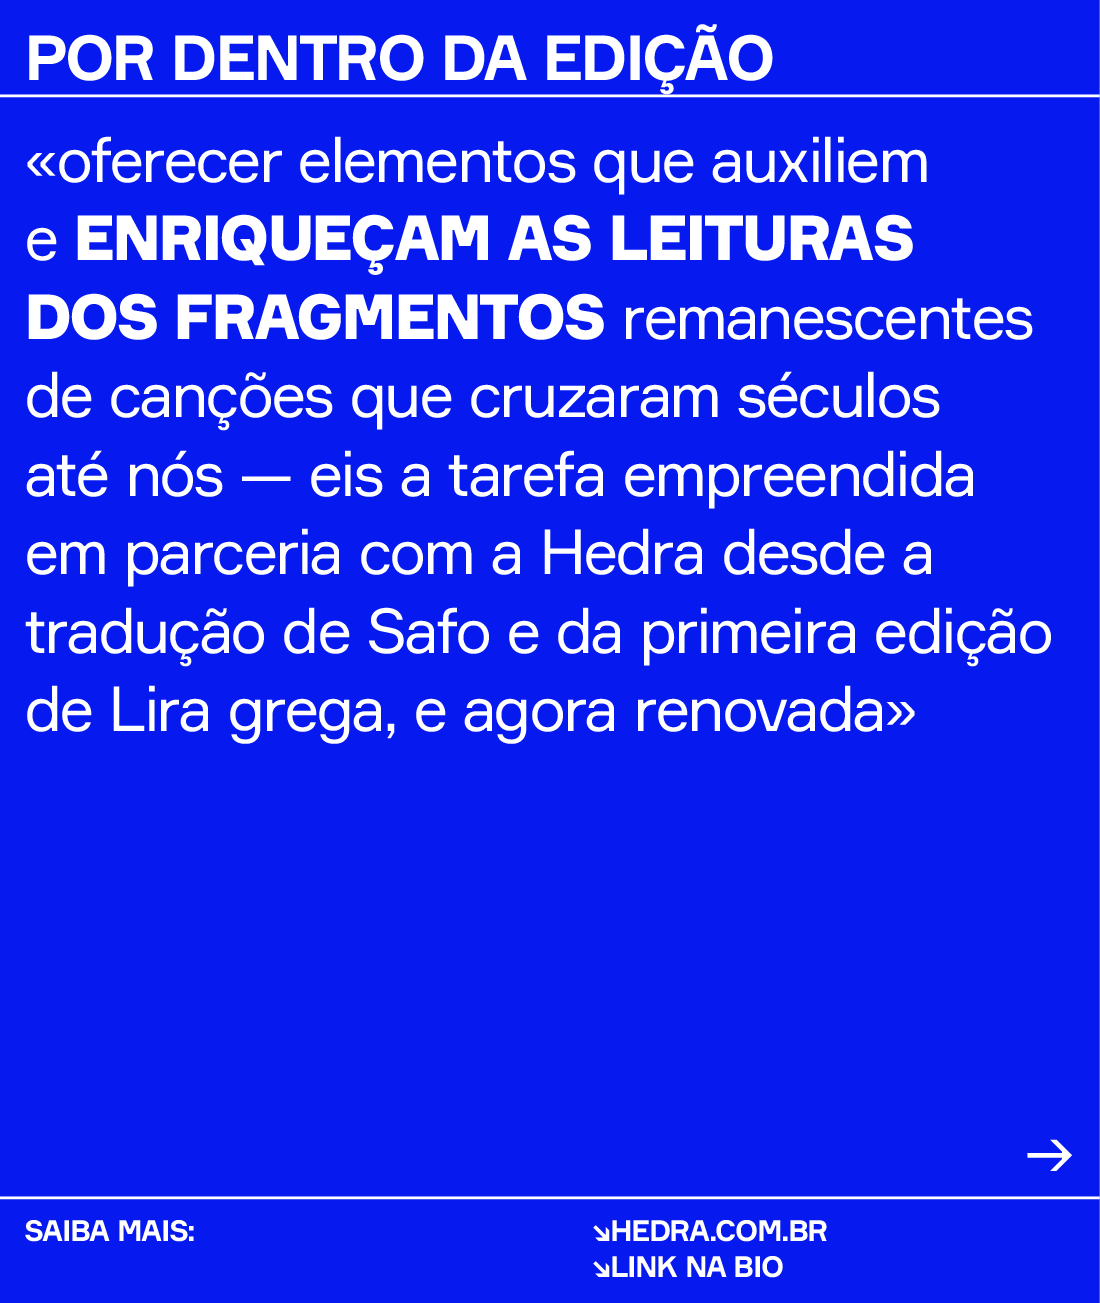 POR DENTRO DA EDIÇÃO
«oferecer elementos que auxiliem
e ENRIQUEÇAM AS LEITURAS
DOS FRAGMENTOS remanescentes
de canções que cruzaram séculos
até nós — eis a tarefa empreendida
em parceria com a Hedra desde a
tradução de Safo e da primeira edição
de Lira grega, e agora renovada»
→
SAIBA MAIS:
↘HEDRA.COM.BR
↘LINK NA BIO